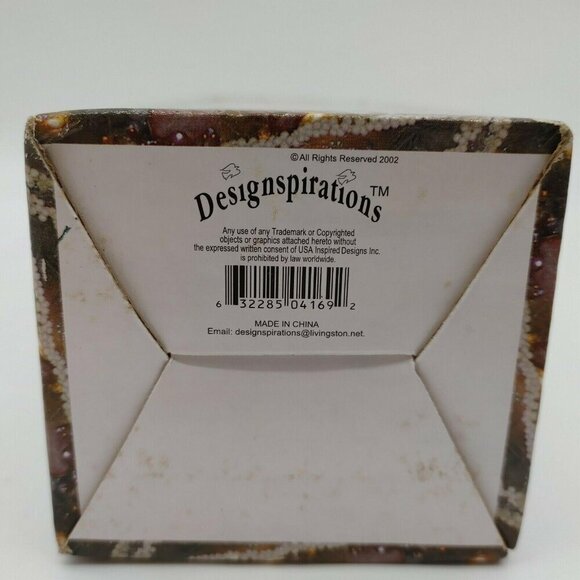 ©All Rights Reserved 2002
Designspirations™
Any use of any Trademark or Copyrighted
objects or graphics attached hereto without
the expressed written consent of USA Inspired Designs Inc.
is prohibited by law worldwide.
6 32285 04169 2
MADE IN CHINA
Email: designspirations@livingston.net.